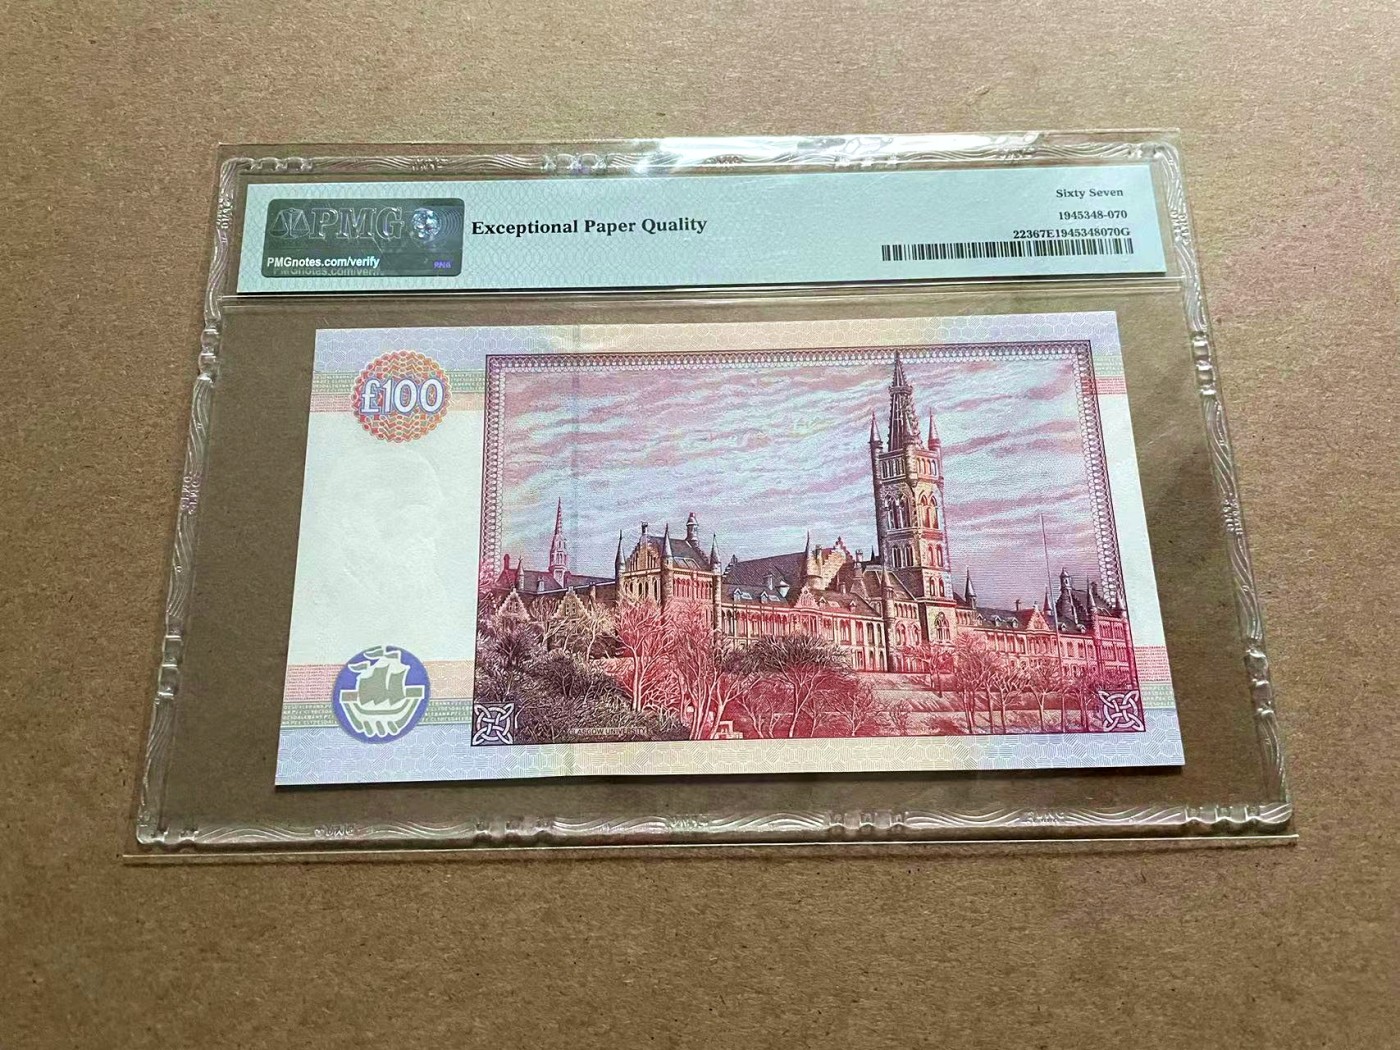 PMG
PMGnotes.com/verify
Exceptional Paper Quality
Sixty Seven
1945348-070
22367E1945348070G
£100
GLASGOW UNIVERSITY